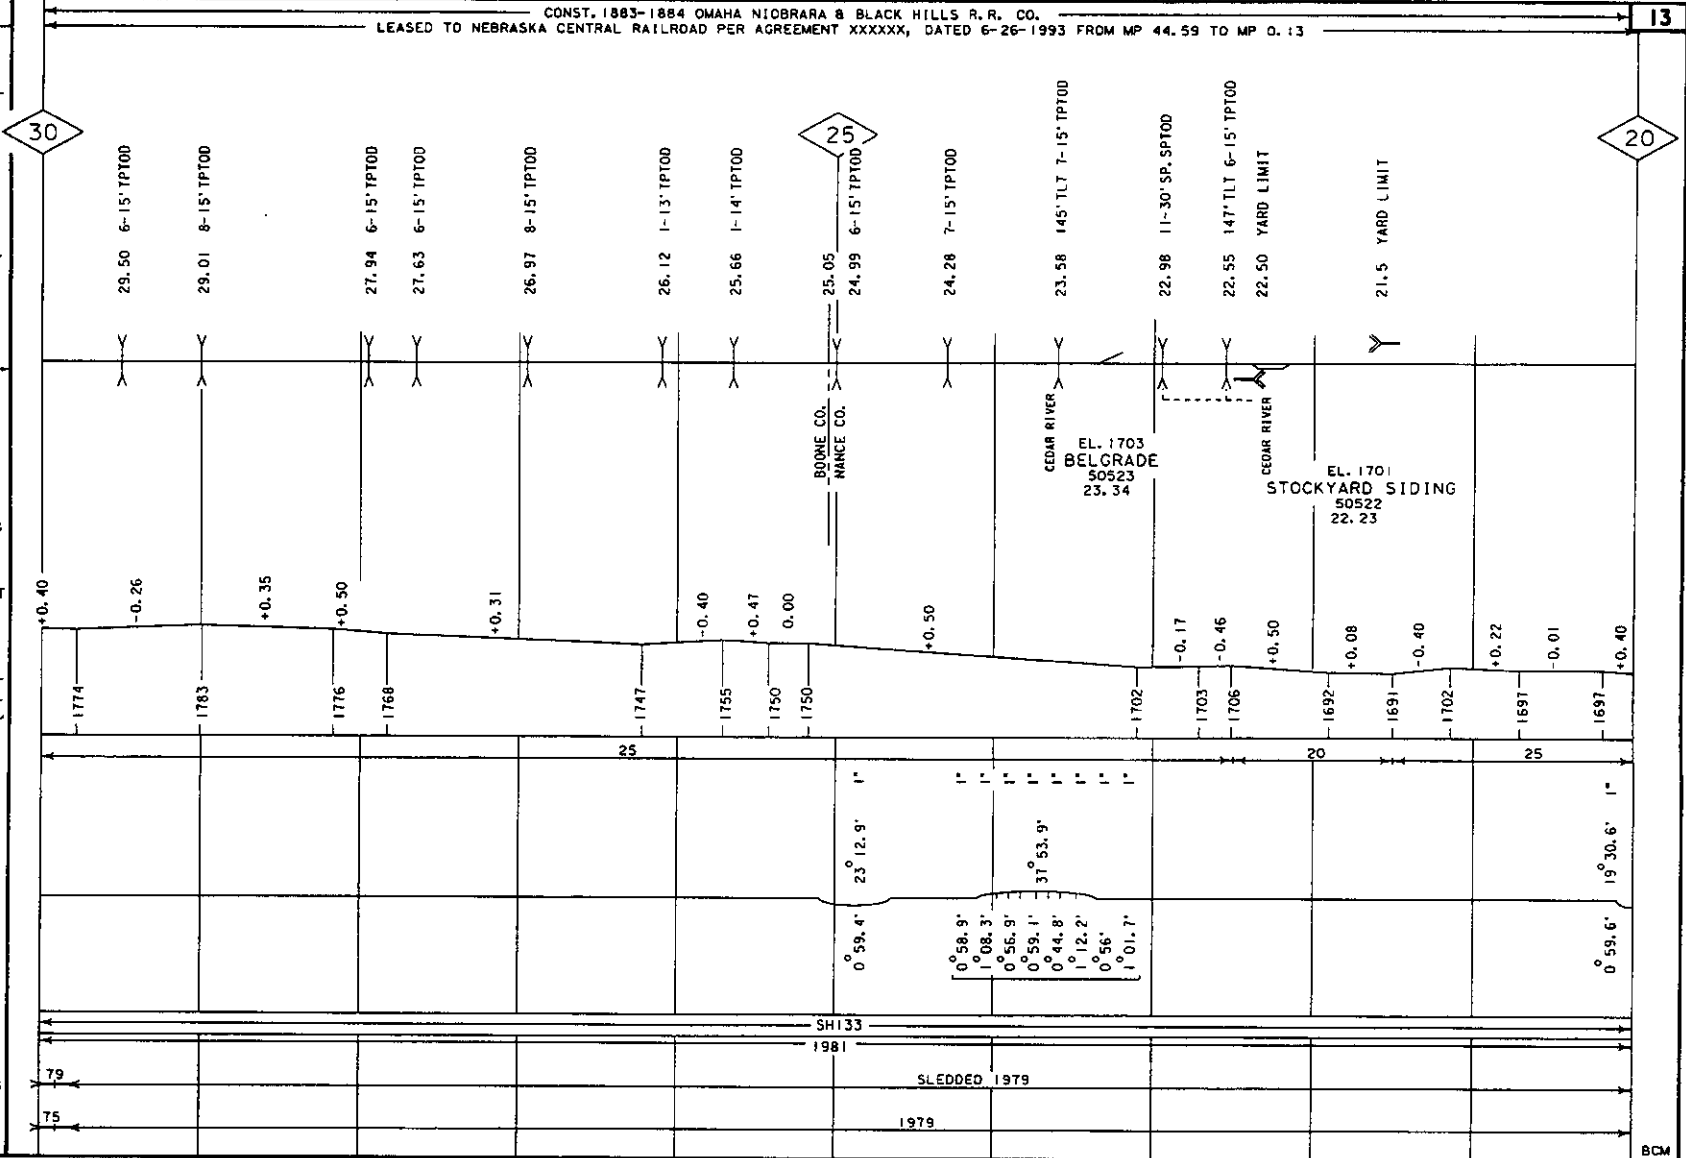 CONST. 1883-1884 OMAHA NIOBRARA & BLACK HILLS R.R. CO.
LEASED TO NEBRASKA CENTRAL RAILROAD PER AGREEMENT XXXXXX, DATED 6-26-1993 FROM MP 44.59 TO MP 0.13
13
30
25
20
29.50 6-15' TPTOD
29.01 8-15' TPTOD
27.94 6-15' TPTOD
27.63 6-15' TPTOD
26.97 8-15' TPTOD
26.12 1-13' TPTOD
25.66 1-14' TPTOD
25.05
24.99 6-15' TPTOD
24.28 7-15' TPTOD
23.58 145' TLT 7-15' TPTOD
22.98 11-30' SP. SPTOD
22.55 147' TLT 6-15' TPTOD
22.50 YARD LIMIT
21.5 YARD LIMIT
BOONE CO.
NANCE CO.
CEDAR RIVER
EL. 1703
BELGRADE
50523
23.34
CEDAR RIVER
EL. 1701
STOCKYARD SIDING
50522
22.23
+0.40
-0.26
+0.35
+0.50
+0.31
-0.40
+0.47
0.00
+0.50
-0.17
-0.46
+0.50
+0.08
-0.40
+0.22
-0.01
+0.40
1774
1783
1776
1768
1747
1755
1750
1750
1702
1703
1706
1692
1691
1702
1697
1697
25
20
25
1"
1"
1"
1"
1"
1"
1"
1"
1"
1"
23° 12.9'
37° 53.9'
19° 30.6'
0° 59.4'
0° 58.9'
1° 08.3'
0° 56.9'
0° 59.1'
0° 44.8'
1° 12.2'
0° 56'
1° 01.7'
0° 59.6'
SH133
1981
79
SLEDDED 1979
75
1979
BCM